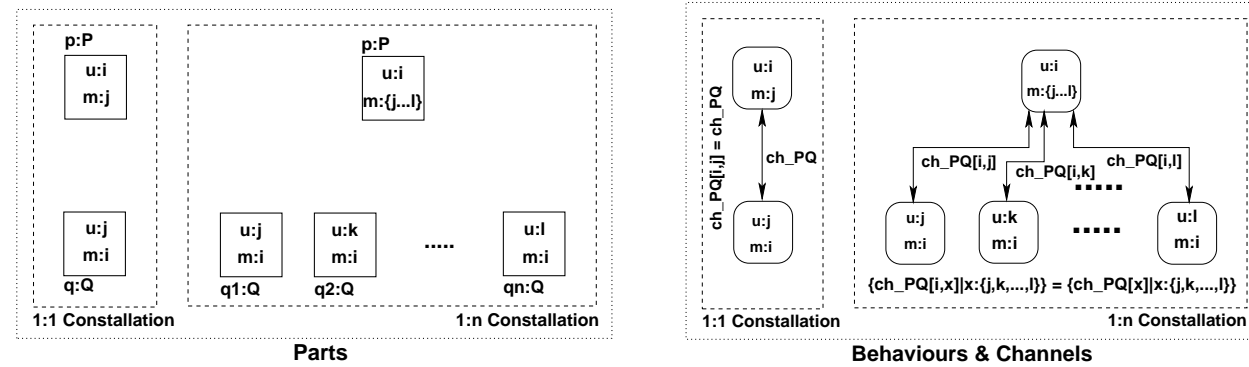 p:P
u:i
m:j
u:j
m:i
q:Q
1:1 Constallation
p:P
u:i
m:{j...l}
u:j
m:i
q1:Q
u:k
m:i
q2:Q
.....
u:l
m:i
qn:Q
1:n Constallation
Parts
ch_PQ[i,j] = ch_PQ
u:i
m:j
ch_PQ
u:j
m:i
1:1 Constallation
u:i
m:{j...l}
ch_PQ[i,j]
ch_PQ[i,k]
ch_PQ[i,l]
.....
u:j
m:i
u:k
m:i
.....
u:l
m:i
{ch_PQ[i,x]|x:{j,k,...,l}} = {ch_PQ[x]|x:{j,k,...,l}}
1:n Constallation
Behaviours & Channels